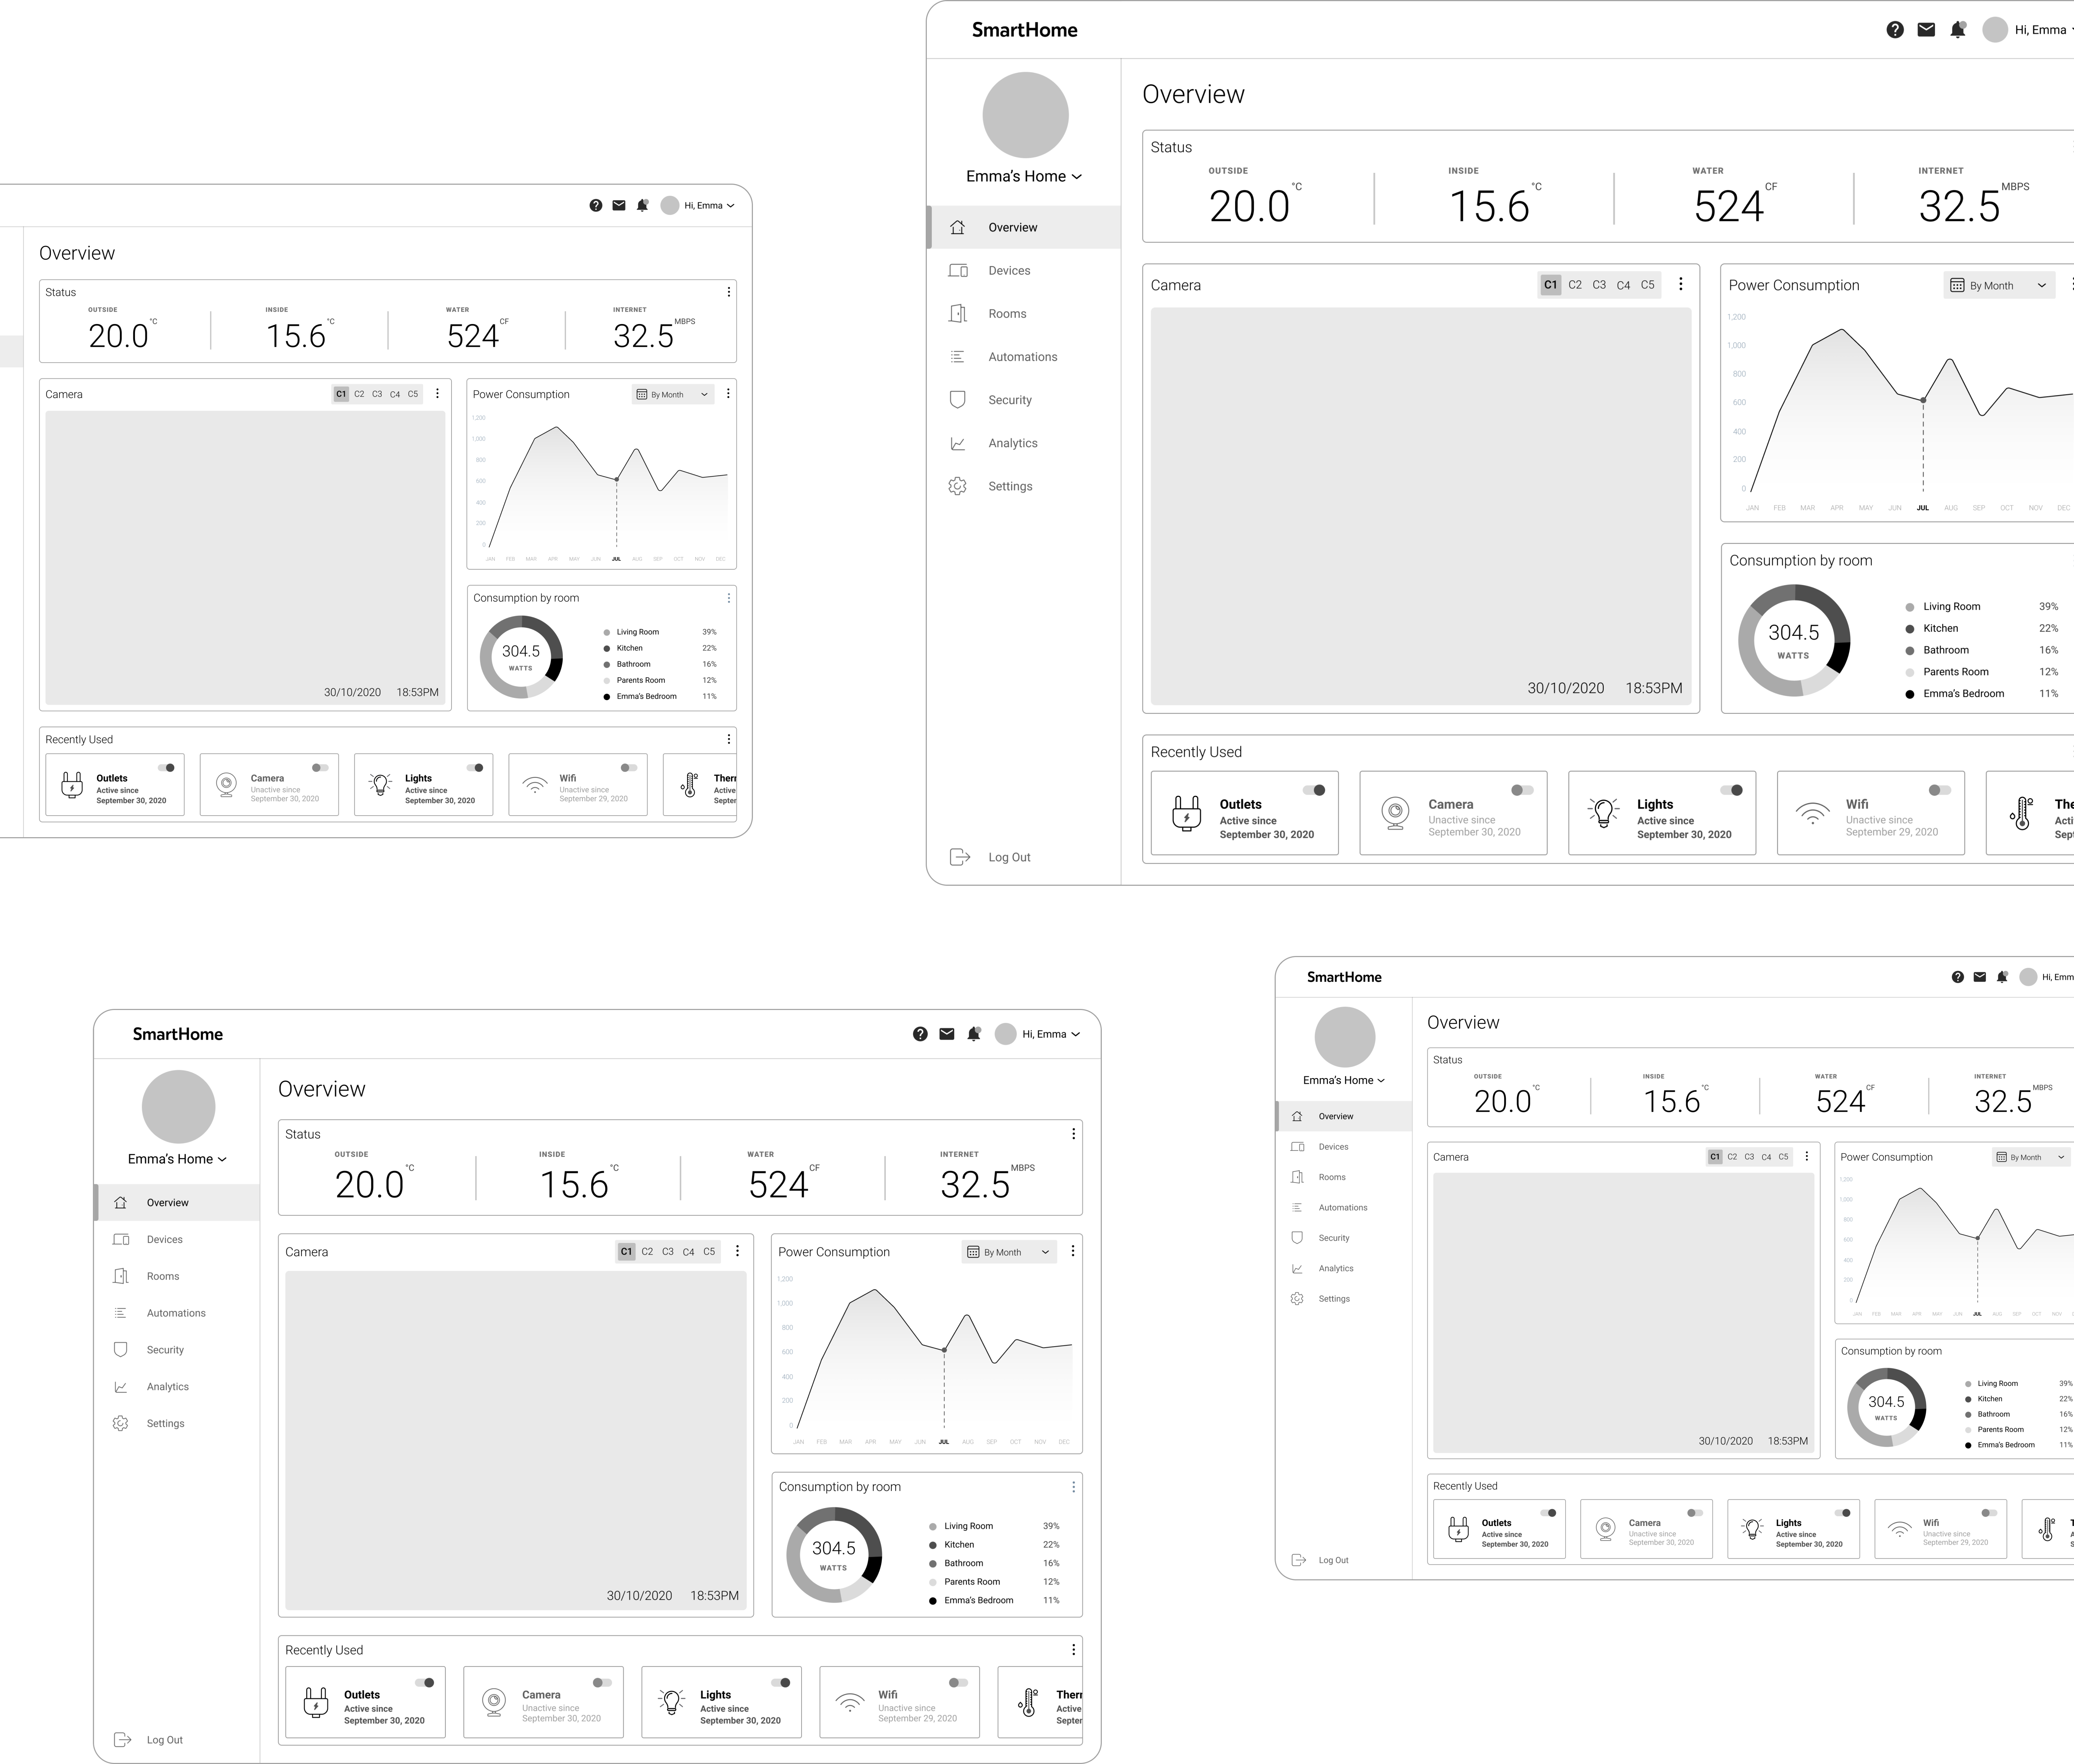 Hi, Emma
Overview
Status
OUTSIDE
20.0 °C
INSIDE
15.6 °C
WATER
524 CF
INTERNET
32.5 MBPS
Camera
C1 C2 C3 C4 C5
30/10/2020 18:53PM
Power Consumption
By Month
1,200
1,000
800
600
400
200
0
JAN FEB MAR APR MAY JUN JUL AUG SEP OCT NOV DEC
Consumption by room
304.5
WATTS
Living Room 39%
Kitchen 22%
Bathroom 16%
Parents Room 12%
Emma's Bedroom 11%
Recently Used
Outlets
Active since
September 30, 2020
Camera
Unactive since
September 30, 2020
Lights
Active since
September 30, 2020
Wifi
Unactive since
September 29, 2020
Ther
Active
Septer
SmartHome
Hi, Emma
Emma's Home
Overview
Devices
Rooms
Automations
Security
Analytics
Settings
Log Out
Overview
Status
OUTSIDE
20.0 °C
INSIDE
15.6 °C
WATER
524 CF
INTERNET
32.5 MBPS
Camera
C1 C2 C3 C4 C5
30/10/2020 18:53PM
Power Consumption
By Month
1,200
1,000
800
600
400
200
0
JAN FEB MAR APR MAY JUN JUL AUG SEP OCT NOV DEC
Consumption by room
304.5
WATTS
Living Room 39%
Kitchen 22%
Bathroom 16%
Parents Room 12%
Emma's Bedroom 11%
Recently Used
Outlets
Active since
September 30, 2020
Camera
Unactive since
September 30, 2020
Lights
Active since
September 30, 2020
Wifi
Unactive since
September 29, 2020
The
Acti
Sep
SmartHome
Hi, Emma
Emma's Home
Overview
Devices
Rooms
Automations
Security
Analytics
Settings
Log Out
Overview
Status
OUTSIDE
20.0 °C
INSIDE
15.6 °C
WATER
524 CF
INTERNET
32.5 MBPS
Camera
C1 C2 C3 C4 C5
30/10/2020 18:53PM
Power Consumption
By Month
1,200
1,000
800
600
400
200
0
JAN FEB MAR APR MAY JUN JUL AUG SEP OCT NOV DEC
Consumption by room
304.5
WATTS
Living Room 39%
Kitchen 22%
Bathroom 16%
Parents Room 12%
Emma's Bedroom 11%
Recently Used
Outlets
Active since
September 30, 2020
Camera
Unactive since
September 30, 2020
Lights
Active since
September 30, 2020
Wifi
Unactive since
September 29, 2020
Ther
Active
Septer
SmartHome
Hi, Emm
Emma's Home
Overview
Devices
Rooms
Automations
Security
Analytics
Settings
Log Out
Overview
Status
OUTSIDE
20.0 °C
INSIDE
15.6 °C
WATER
524 CF
INTERNET
32.5 MBPS
Camera
C1 C2 C3 C4 C5
30/10/2020 18:53PM
Power Consumption
By Month
1,200
1,000
800
600
400
200
0
JAN FEB MAR APR MAY JUN JUL AUG SEP OCT NOV
Consumption by room
304.5
WATTS
Living Room 39%
Kitchen 22%
Bathroom 16%
Parents Room 12%
Emma's Bedroom 11%
Recently Used
Outlets
Active since
September 30, 2020
Camera
Unactive since
September 30, 2020
Lights
Active since
September 30, 2020
Wifi
Unactive since
September 29, 2020